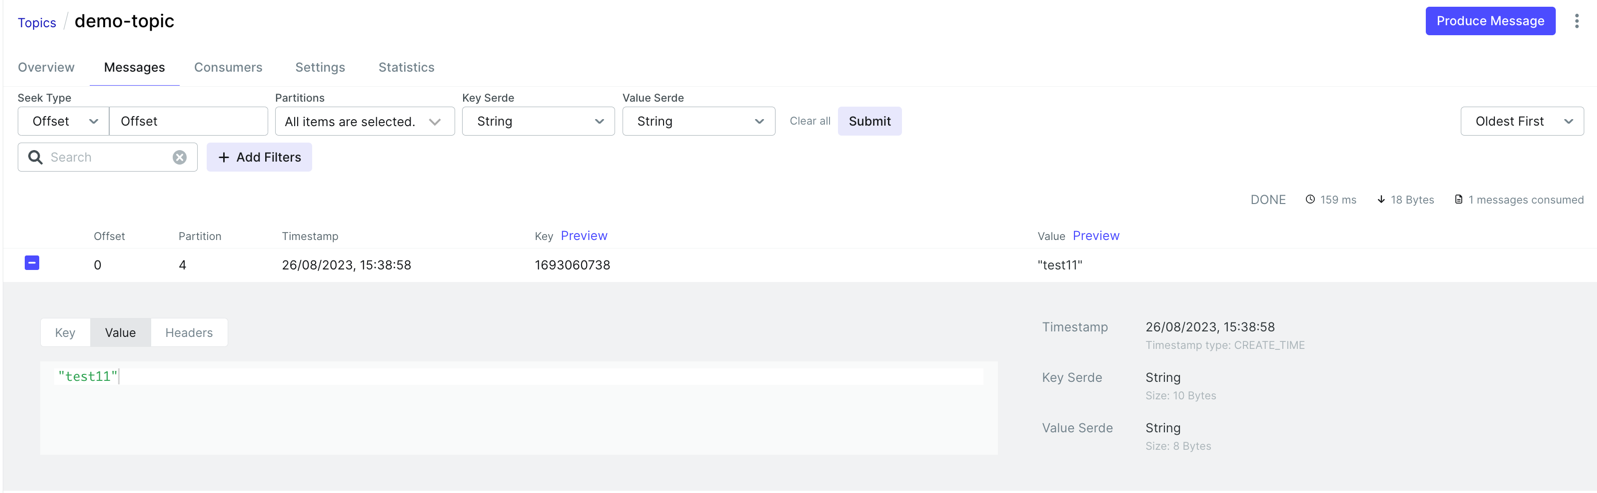 Topics / demo-topic
Produce Message
Overview Messages Consumers Settings Statistics
Seek Type Partitions Key Serde Value Serde
Offset Offset All items are selected. String String Clear all Submit Oldest First
Search + Add Filters
DONE 159 ms 18 Bytes 1 messages consumed
Offset Partition Timestamp Key Preview Value Preview
0 4 26/08/2023, 15:38:58 1693060738 "test11"
Key Value Headers
"test11"
Timestamp 26/08/2023, 15:38:58
Timestamp type: CREATE_TIME
Key Serde String
Size: 10 Bytes
Value Serde String
Size: 8 Bytes